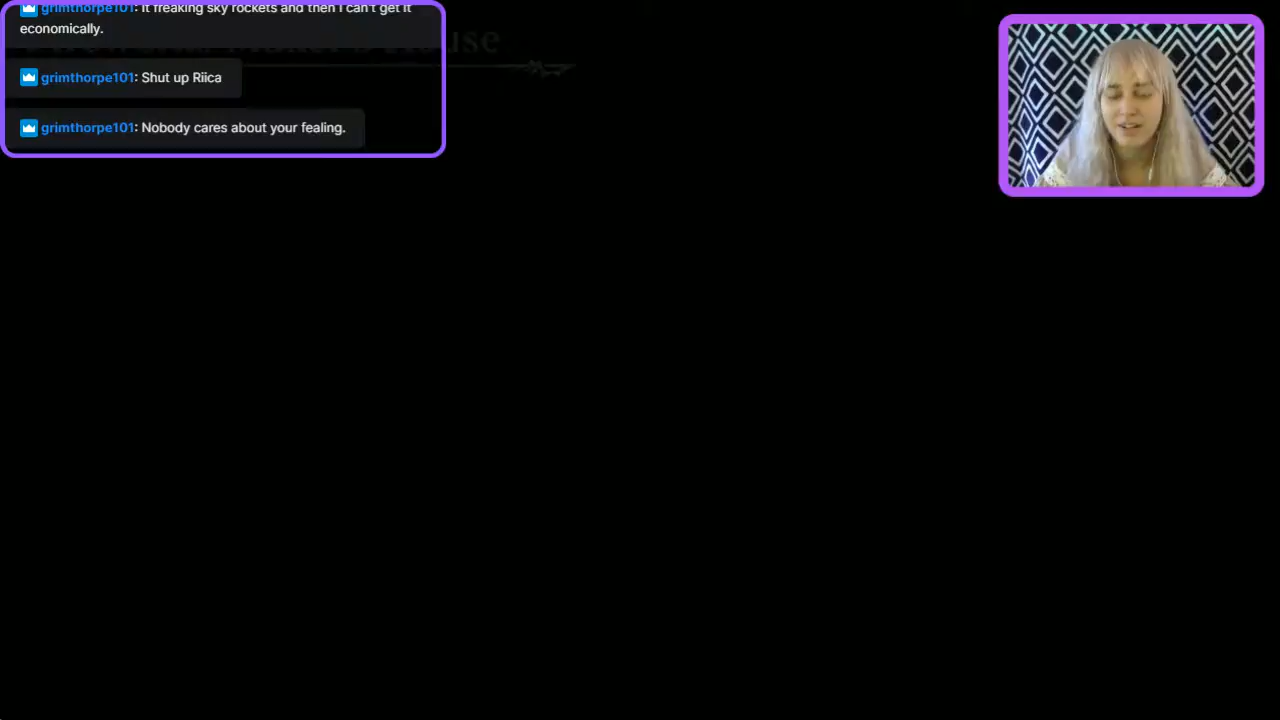 grimthorpe101: It freaking sky rockets and then I can't get it
economically.
grimthorpe101: Shut up Riica
grimthorpe101: Nobody cares about your fealing.